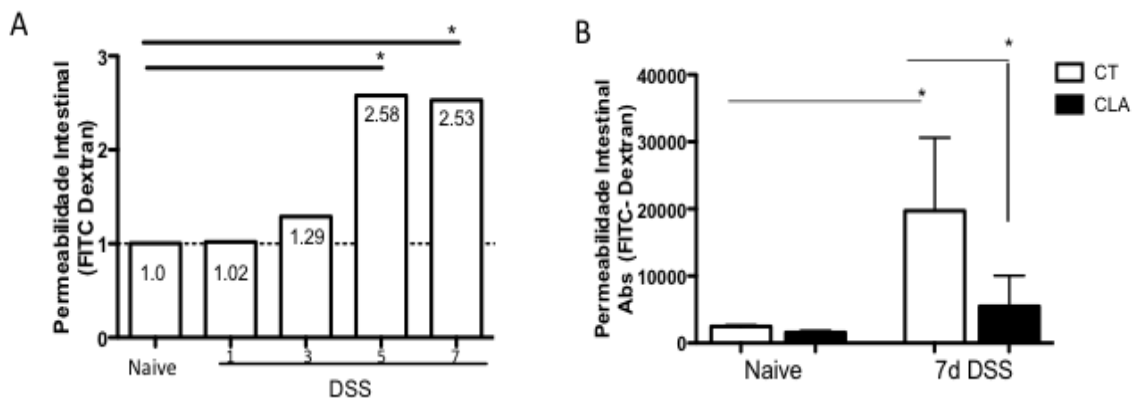 A
Permeabilidade Intestinal
(FITC Dextran)
3
2
1
0
*
*
1.0
1.02
1.29
2.58
2.53
Naive
1
3
5
7
DSS
B
Permeabilidade Intestinal
Abs (FITC- Dextran)
40000
30000
20000
10000
0
*
*
Naive
7d DSS
CT
CLA